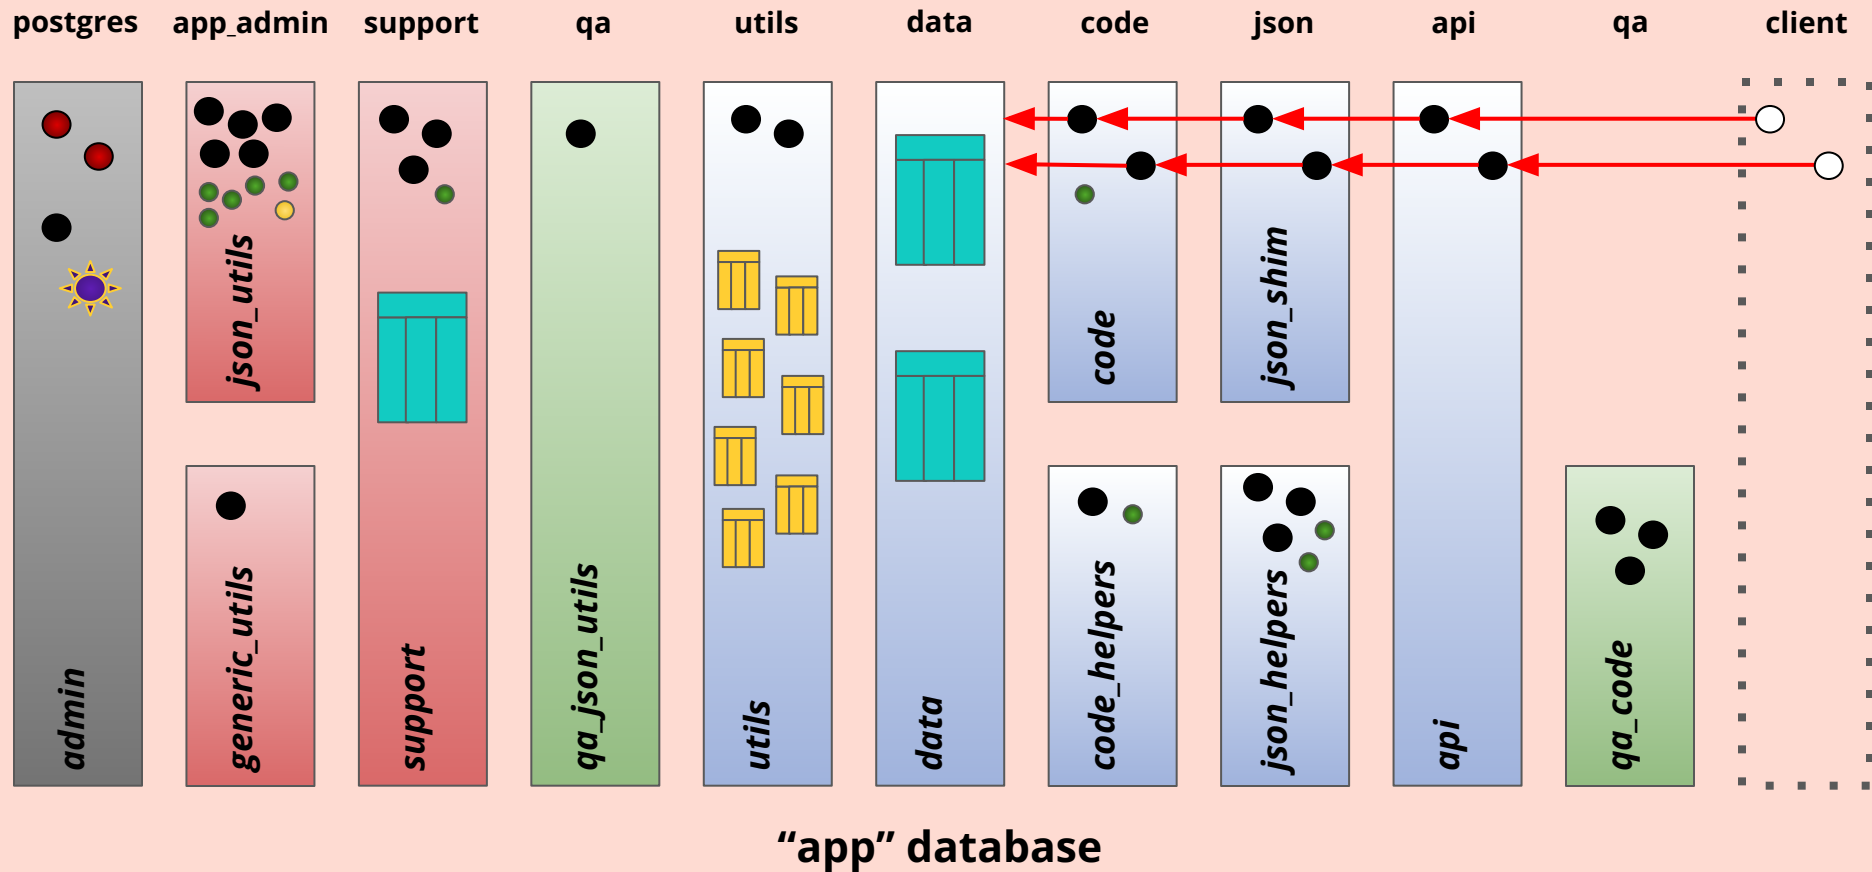 postgres app_admin support qa utils data code json api qa client
json_utils code json_shim
admin generic_utils support qa_json_utils utils data code_helpers json_helpers api qa_code
“app” database